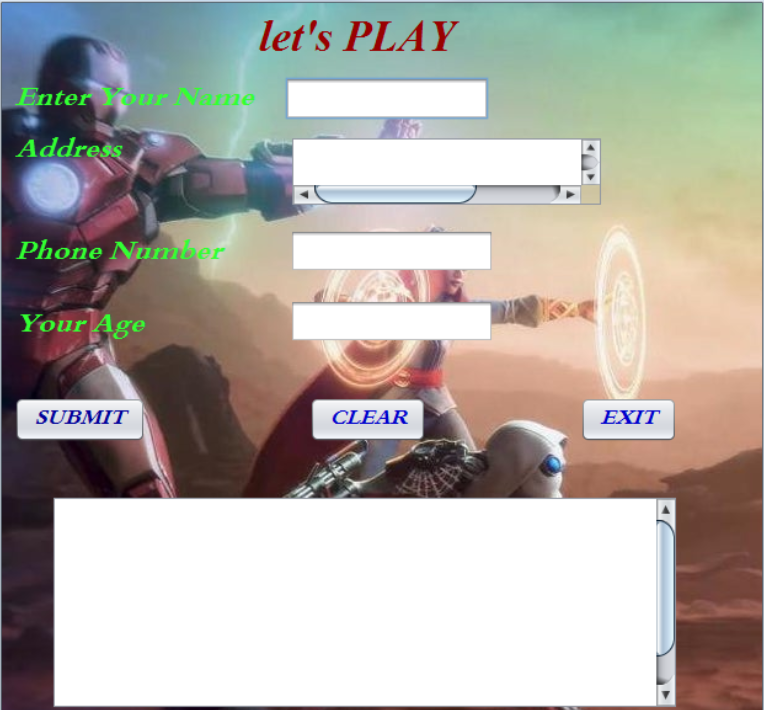 let's PLAY
Enter Your Name
Address
Phone Number
Your Age
SUBMIT CLEAR EXIT